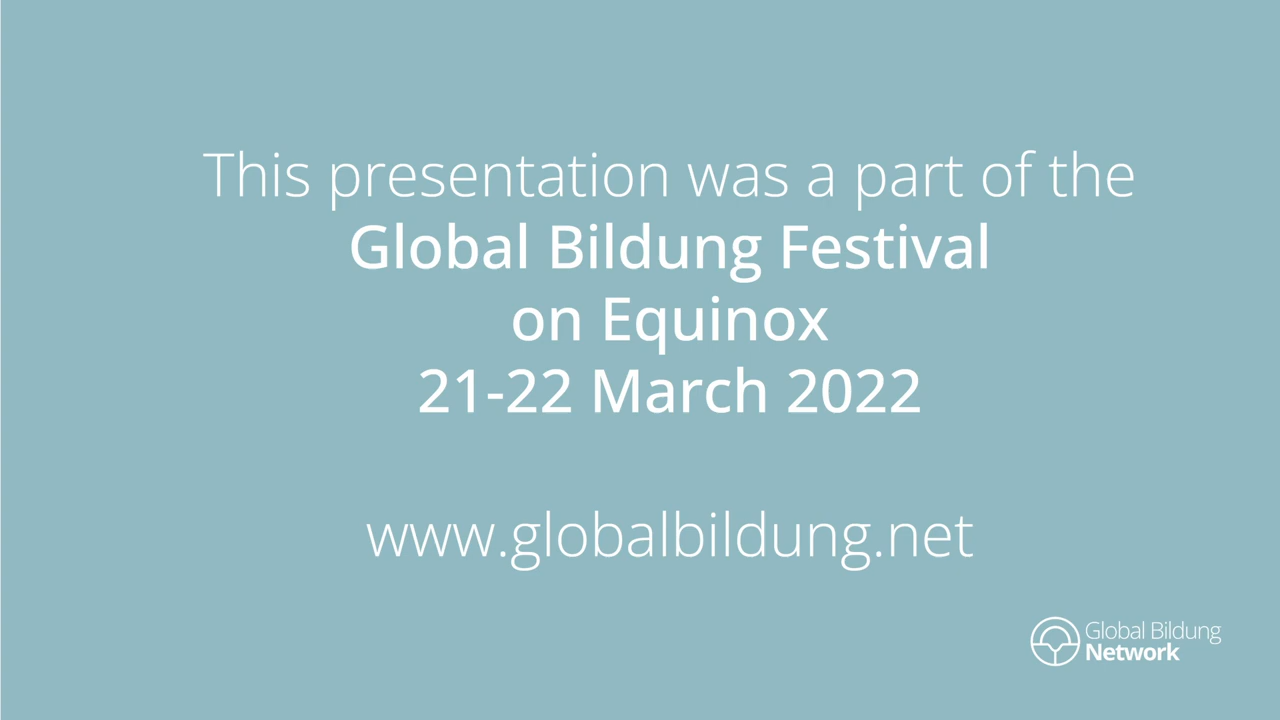 This presentation was a part of the
Global Bildung Festival
on Equinox
21-22 March 2022
www.globalbildung.net
Global Bildung
Network